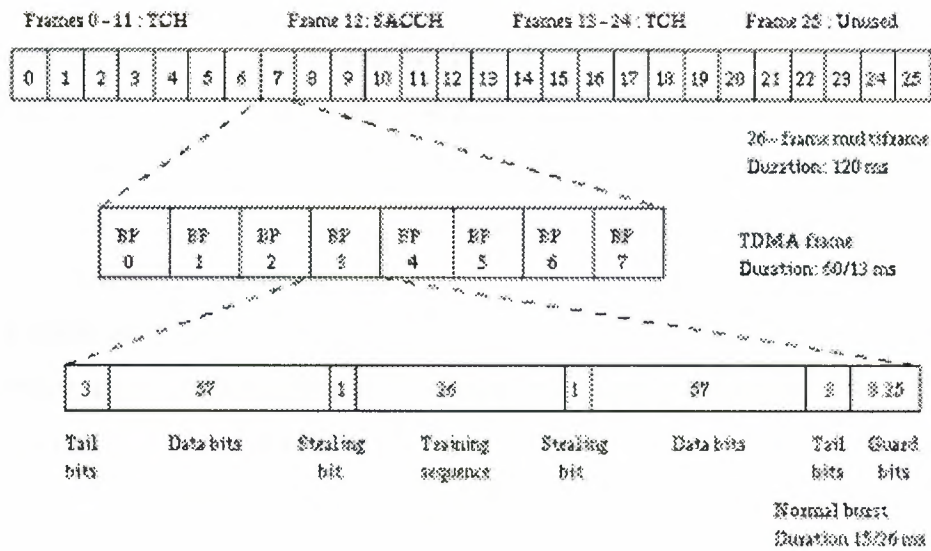 Frames 0-11 : TCH Frame 12: SACCH Frames 13-24 : TCH Frame 25 : Unused
0 1 2 3 4 5 6 7 8 9 10 11 12 13 14 15 16 17 18 19 20 21 22 23 24 25
26-frame multiframe
Duration: 120 ms
BP BP BP BP BP BP BP BP
0 1 2 3 4 5 6 7
TDMA frame
Duration: 60/13 ms
3 57 1 26 1 57 3 8.25
Tail Data bits Stealing Training Stealing Data bits Tail Guard
bits bit sequence bit bits bits
Normal burst
Duration 15/26 ms